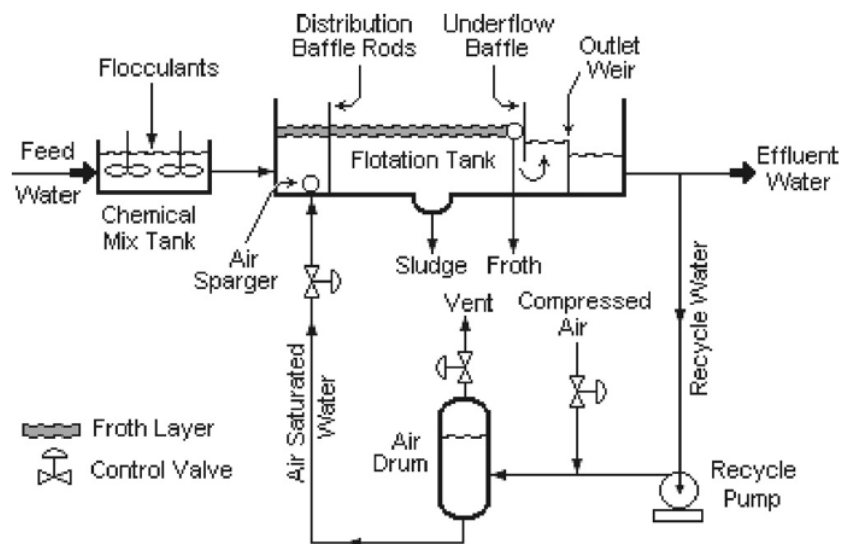 Distribution
Baffle Rods
Underflow
Baffle
Outlet
Weir
Flocculants
Feed
Water
Chemical
Mix Tank
Flotation Tank
Effluent
Water
Air
Sparger
Sludge
Froth
Vent
Compressed
Air
Recycle Water
Air Saturated
Water
Froth Layer
Control Valve
Air
Drum
Recycle
Pump